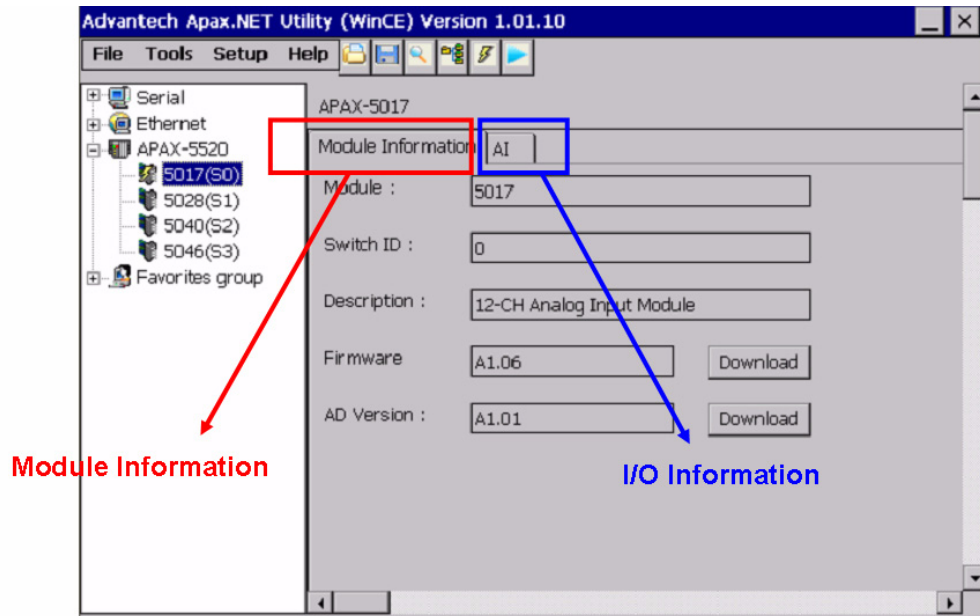 Advantech Apax.NET Utility (WinCE) Version 1.01.10
File Tools Setup Help
Serial
Ethernet
APAX-5520
5017(S0)
5028(S1)
5040(S2)
5046(S3)
Favorites group
APAX-5017
Module Information AI
Module : 5017
Switch ID : 0
Description : 12-CH Analog Input Module
Firmware A1.06 Download
AD Version : A1.01 Download
Module Information
I/O Information